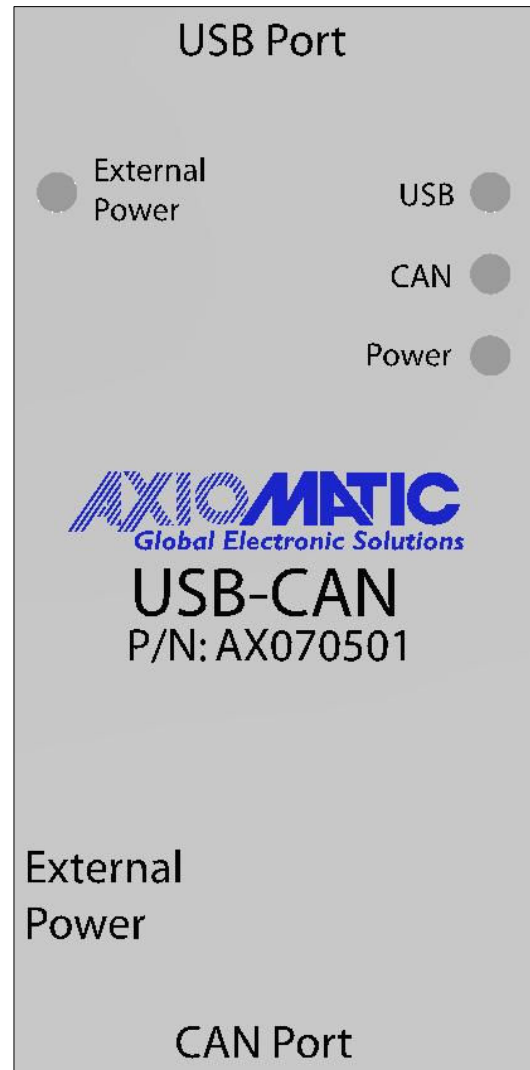 USB Port
External
Power
USB
CAN
Power
AXIOMATIC
Global Electronic Solutions
USB-CAN
P/N: AX070501
External
Power
CAN Port